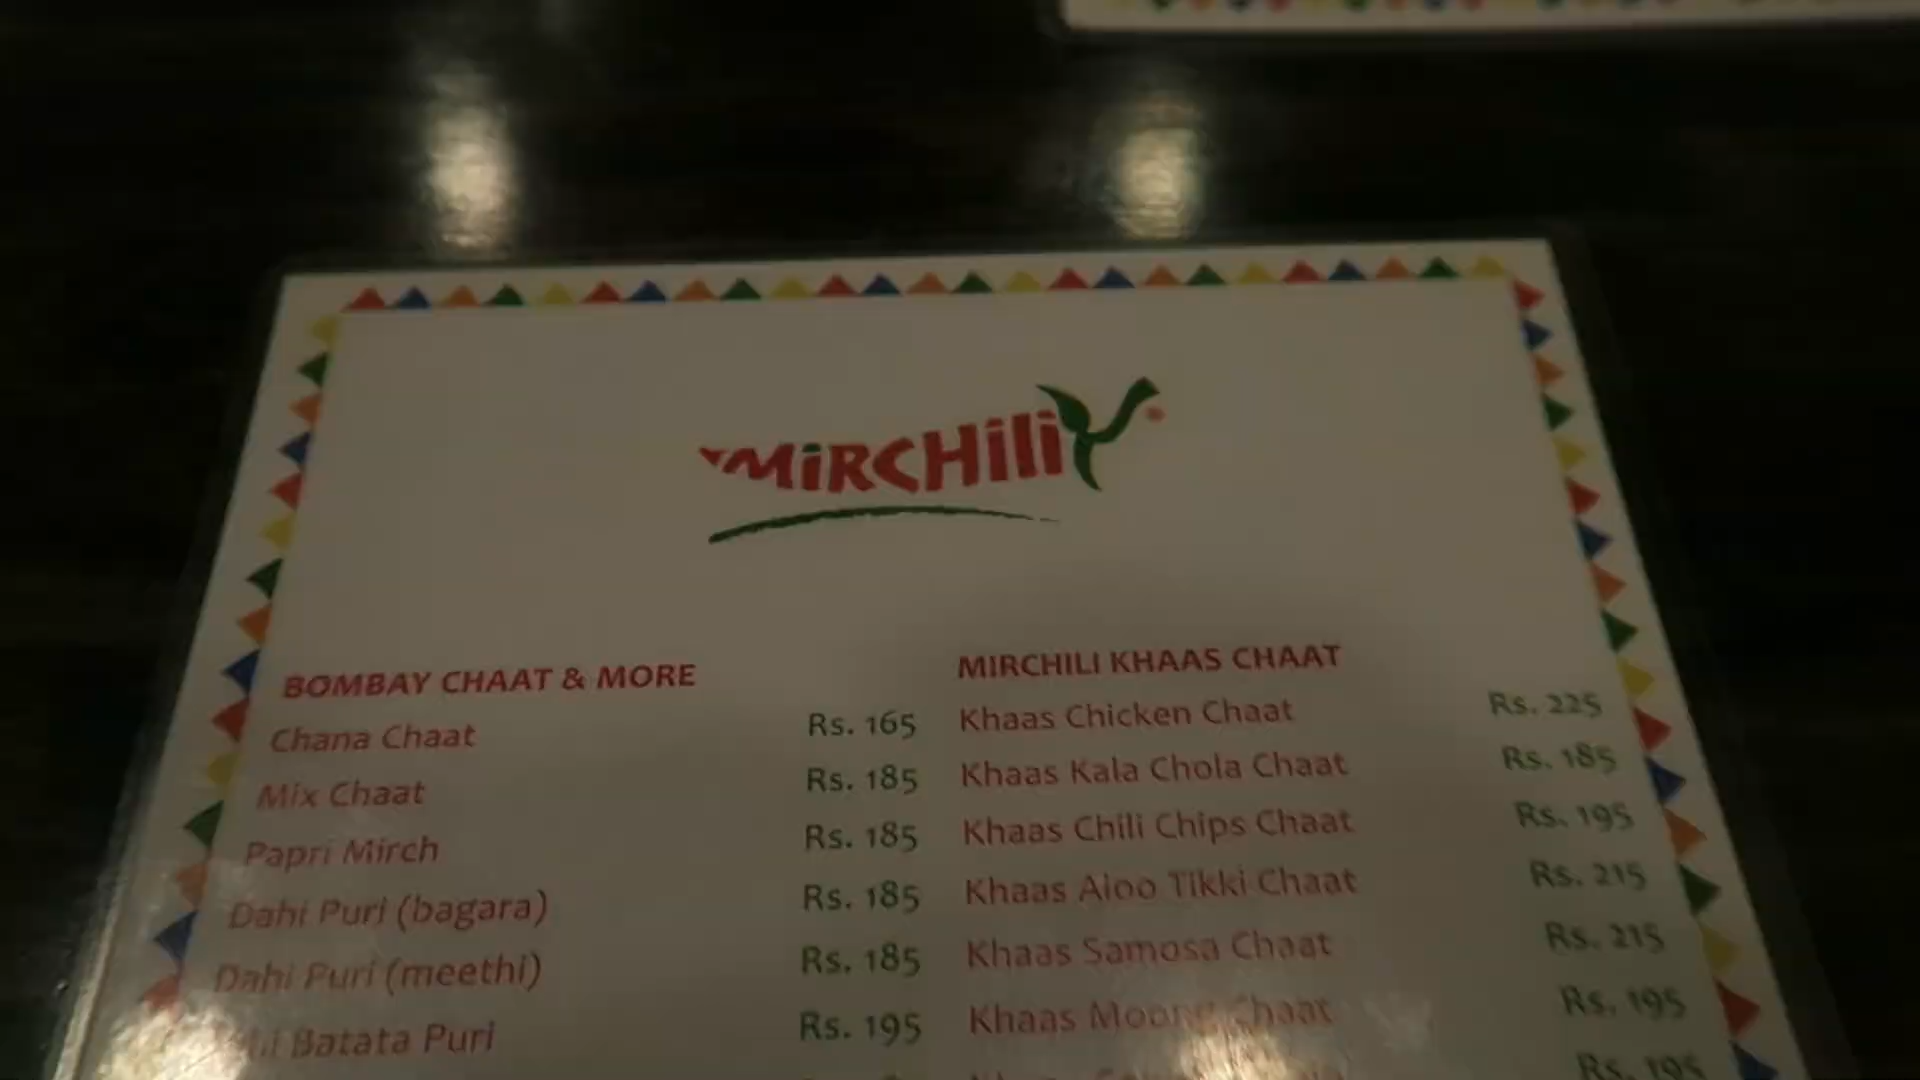 MIRCHILI
BOMBAY CHAAT & MORE
Chana Chaat Rs. 165
Mix Chaat Rs. 185
Papri Mirch Rs. 185
Dahi Puri (bagara) Rs. 185
Dahi Puri (meethi) Rs. 185
Batata Puri Rs. 195
MIRCHILI KHAAS CHAAT
Khaas Chicken Chaat Rs. 225
Khaas Kala Chola Chaat Rs. 185
Khaas Chili Chips Chaat Rs. 195
Khaas Aloo Tikki Chaat Rs. 215
Khaas Samosa Chaat Rs. 215
Khaas Moong Chaat Rs. 195
Rs. 195